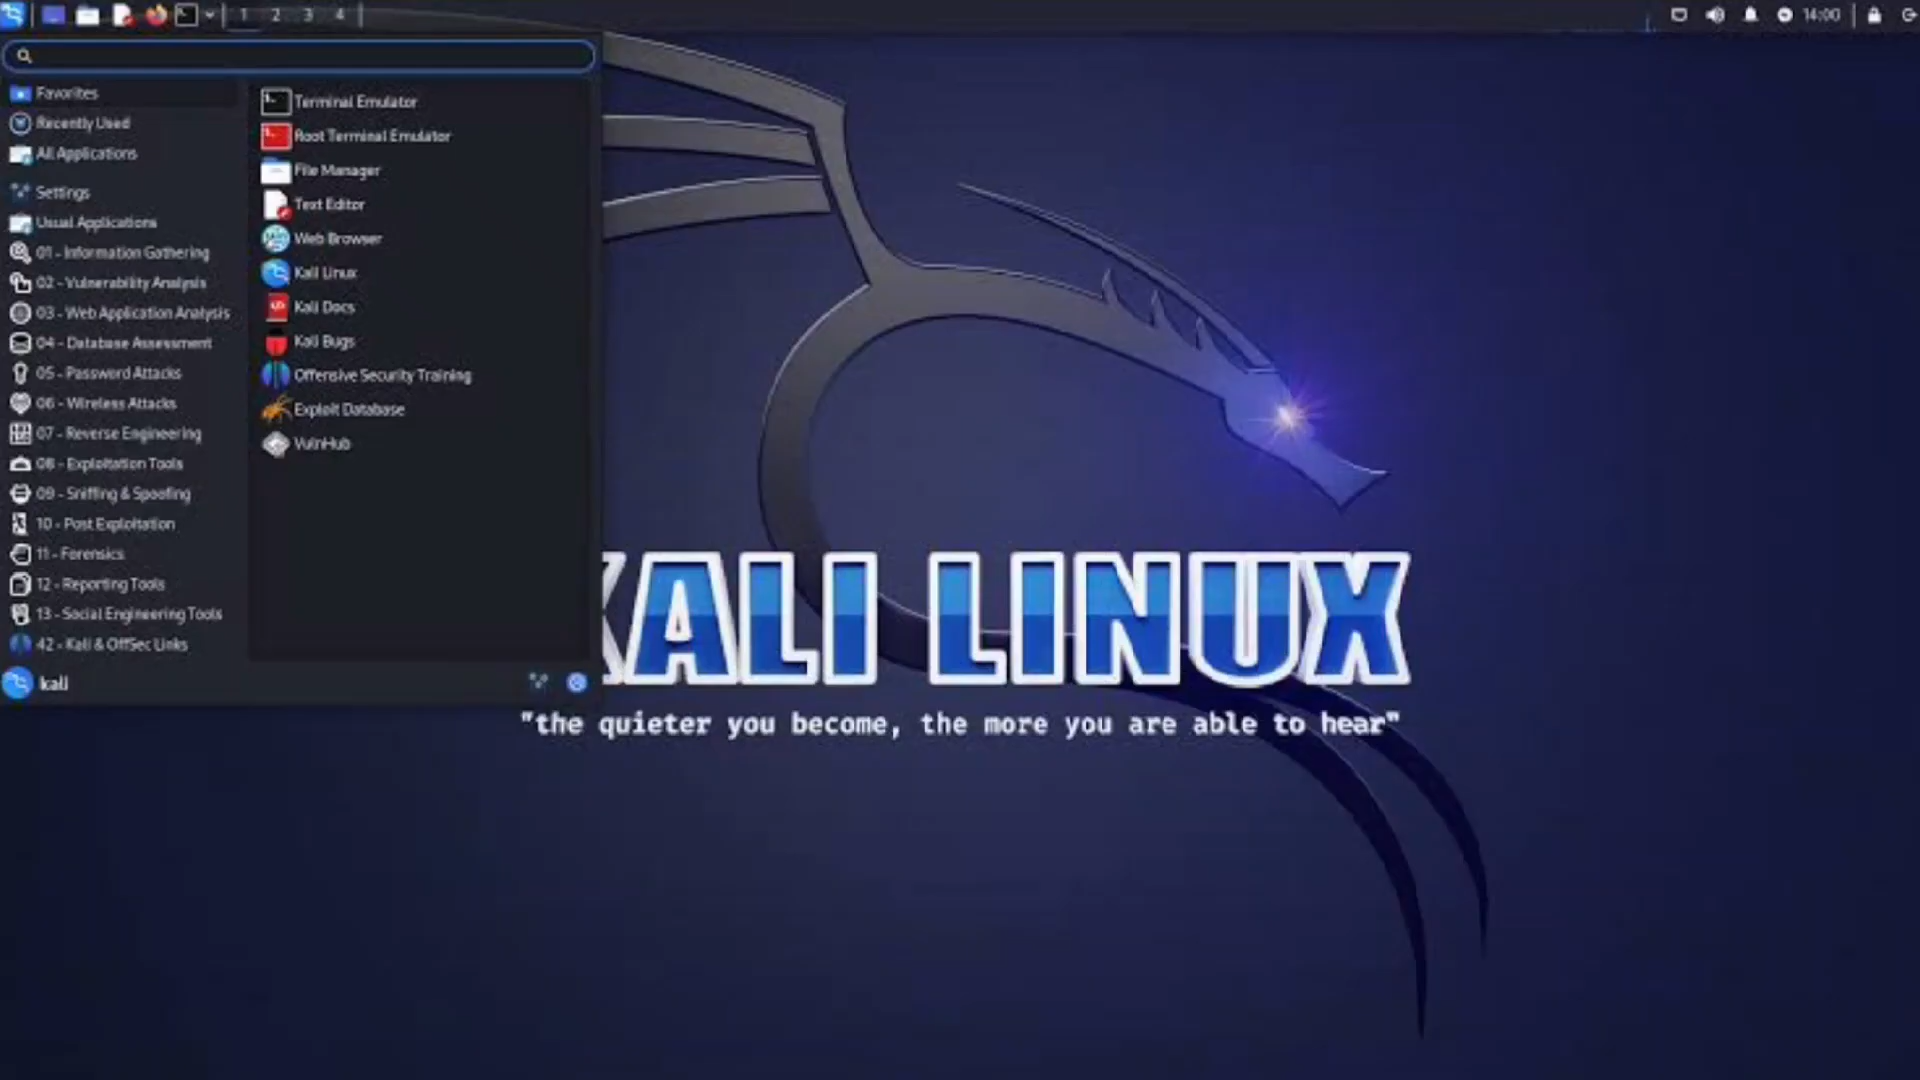 1 2 3 4
14:00
Favorites
Recently Used
All Applications
Settings
Usual Applications
01 - Information Gathering
02 - Vulnerability Analysis
03 - Web Application Analysis
04 - Database Assessment
05 - Password Attacks
06 - Wireless Attacks
07 - Reverse Engineering
08 - Exploitation Tools
09 - Sniffing & Spoofing
10 - Post Exploitation
11 - Forensics
12 - Reporting Tools
13 - Social Engineering Tools
42 - Kali & OffSec Links
kali
Terminal Emulator
Root Terminal Emulator
File Manager
Text Editor
Web Browser
Kali Linux
Kali Docs
Kali Bugs
Offensive Security Training
Exploit Database
VulnHub
KALI LINUX
"the quieter you become, the more you are able to hear"